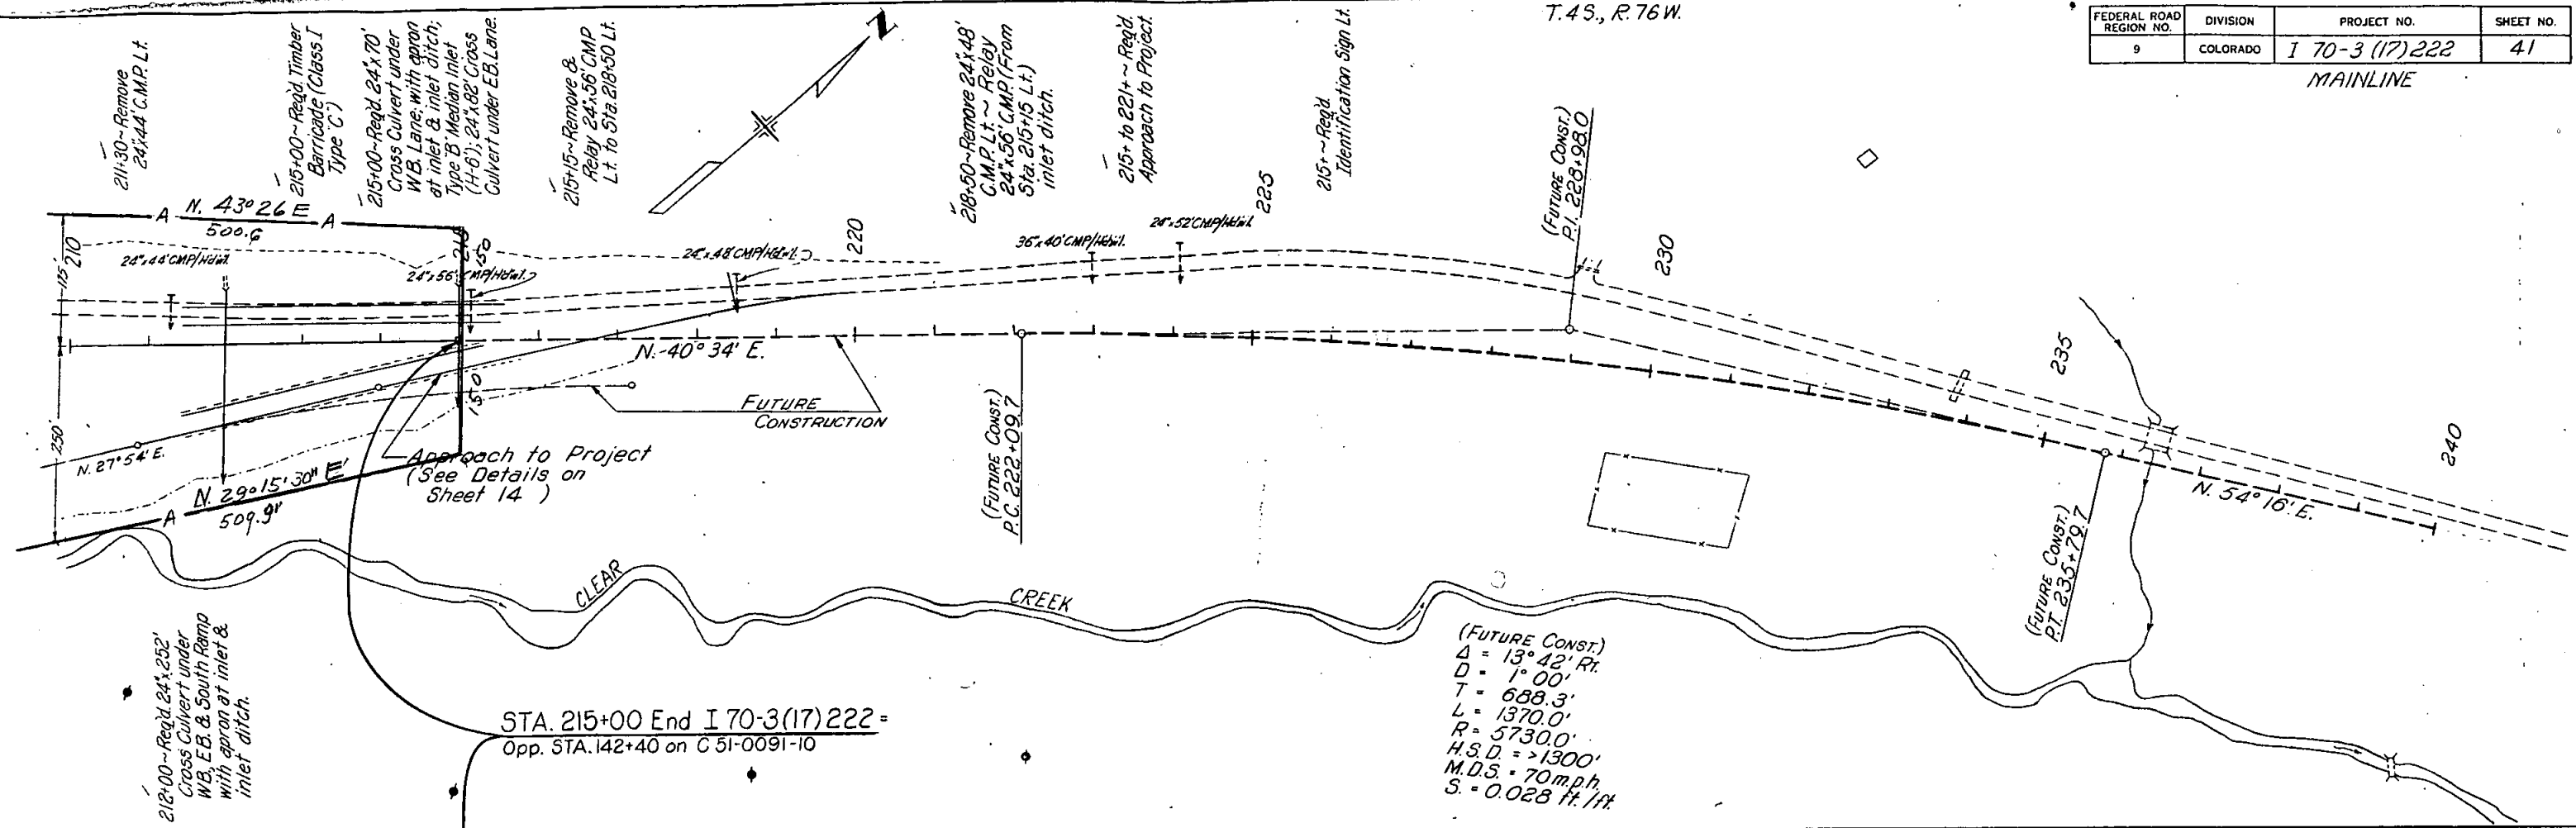 T.4S., R.76W.
FEDERAL ROAD REGION NO.
DIVISION
PROJECT NO.
SHEET NO.
9
COLORADO
I 70-3 (17) 222
41
MAINLINE
211+30~Remove
24"x44' C.M.P. Lt.
215+00~Req'd. Timber
Barricade (Class I
Type "C")
215+00~Req'd. 24"x70'
Cross Culvert under
W.B. Lane, with apron
at inlet & inlet ditch;
Type "B" Median Inlet
(H-6'); 24"x82' Cross
Culvert under E.B. Lane.
215+15~Remove &
Relay 24"x56' CMP
Lt. to Sta. 218+50 Lt.
N
218+50~Remove 24"x48'
C.M.P. Lt.~ Relay
24"x56' C.M.P. (From
Sta. 215+15 Lt.)
inlet ditch.
215+ to 221+ ~ Req'd.
Approach to Project.
215+ ~ Req'd.
Identification Sign Lt.
(FUTURE CONST.)
P.I. 228+98.0
A N. 43° 26 E A
500.6
210
175'
250'
24"x44' CMP/Hdwl.
24"x56' CMP/Hdwl.
215
150
24"x48' CMP/Hdwl.
220
36"x40' CMP/Hdwl.
24"x52' CMP/Hdwl.
225
230
235
240
N. 40° 34' E.
150
FUTURE
CONSTRUCTION
N. 27° 54' E.
N. 29° 15' 30" E'
A
509.91
Approach to Project
(See Details on
Sheet 14 )
(FUTURE CONST.)
P.C. 222+09.7
N. 54° 16' E.
(FUTURE CONST.)
P.T. 235+79.7
CLEAR
CREEK
212+00~Req'd. 24"x252'
Cross Culvert under
W.B., E.B. & South Ramp
with apron at inlet &
inlet ditch.
STA. 215+00 End I 70-3(17)222 =
Opp. STA. 142+40 on C 51-0091-10
(FUTURE CONST.)
Δ = 13° 42' RT.
D = 1° 00'
T = 688.3'
L = 1370.0'
R = 5730.0'
H.S.D. = >1300'
M.D.S. = 70 m.p.h.
S. = 0.028 ft./ft.